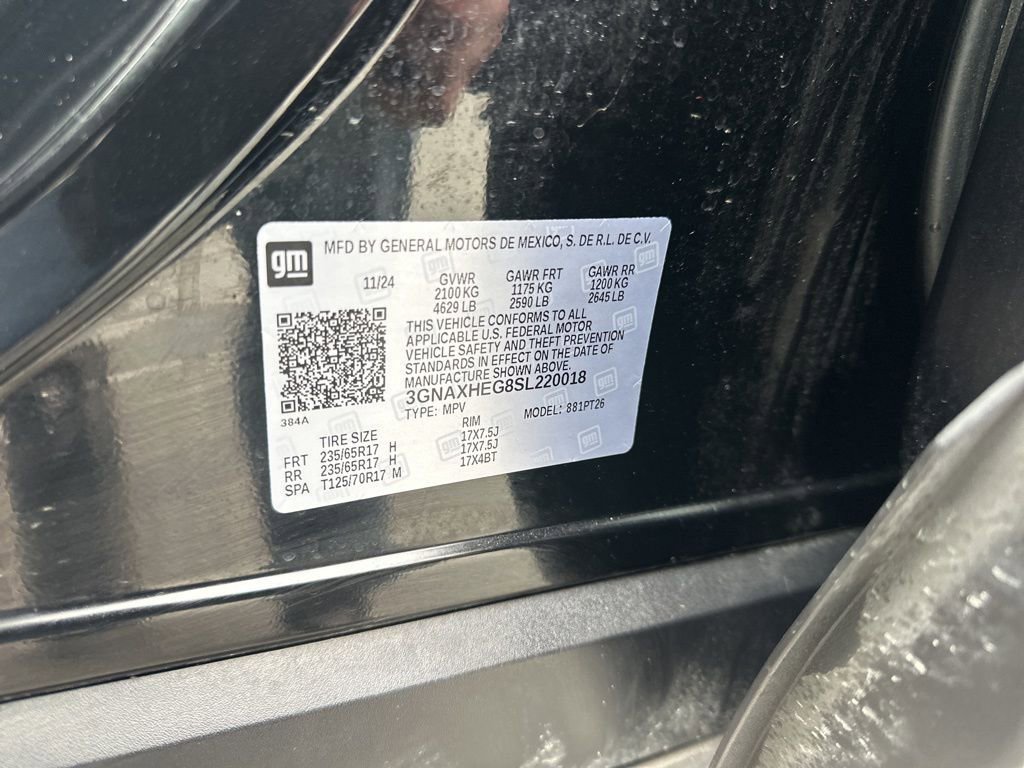 gm
MFD BY GENERAL MOTORS DE MEXICO, S. DE R.L. DE C.V.
11/24 GVWR GAWR FRT GAWR RR
2100 KG 1175 KG 1200 KG
4629 LB 2590 LB 2645 LB
THIS VEHICLE CONFORMS TO ALL
APPLICABLE U.S. FEDERAL MOTOR
VEHICLE SAFETY AND THEFT PREVENTION
STANDARDS IN EFFECT ON THE DATE OF
MANUFACTURE SHOWN ABOVE.
3GNAXHEG8SL220018
TYPE: MPV MODEL: 881PT26
384A
TIRE SIZE RIM
FRT 235/65R17 H 17X7.5J
RR 235/65R17 H 17X7.5J
SPA T125/70R17 M 17X4BT